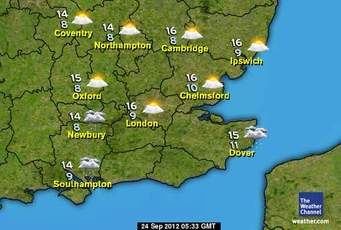 14
8
Coventry
14
8
Northampton
16
8
Cambridge
16
9
Ipswich
15
8
Oxford
16
10
Chelmsford
14
8
Newbury
16
9
London
15
11
Dover
14
9
Southampton
The
Weather
Channel
weather.com
24 Sep 2012 05:33 GMT